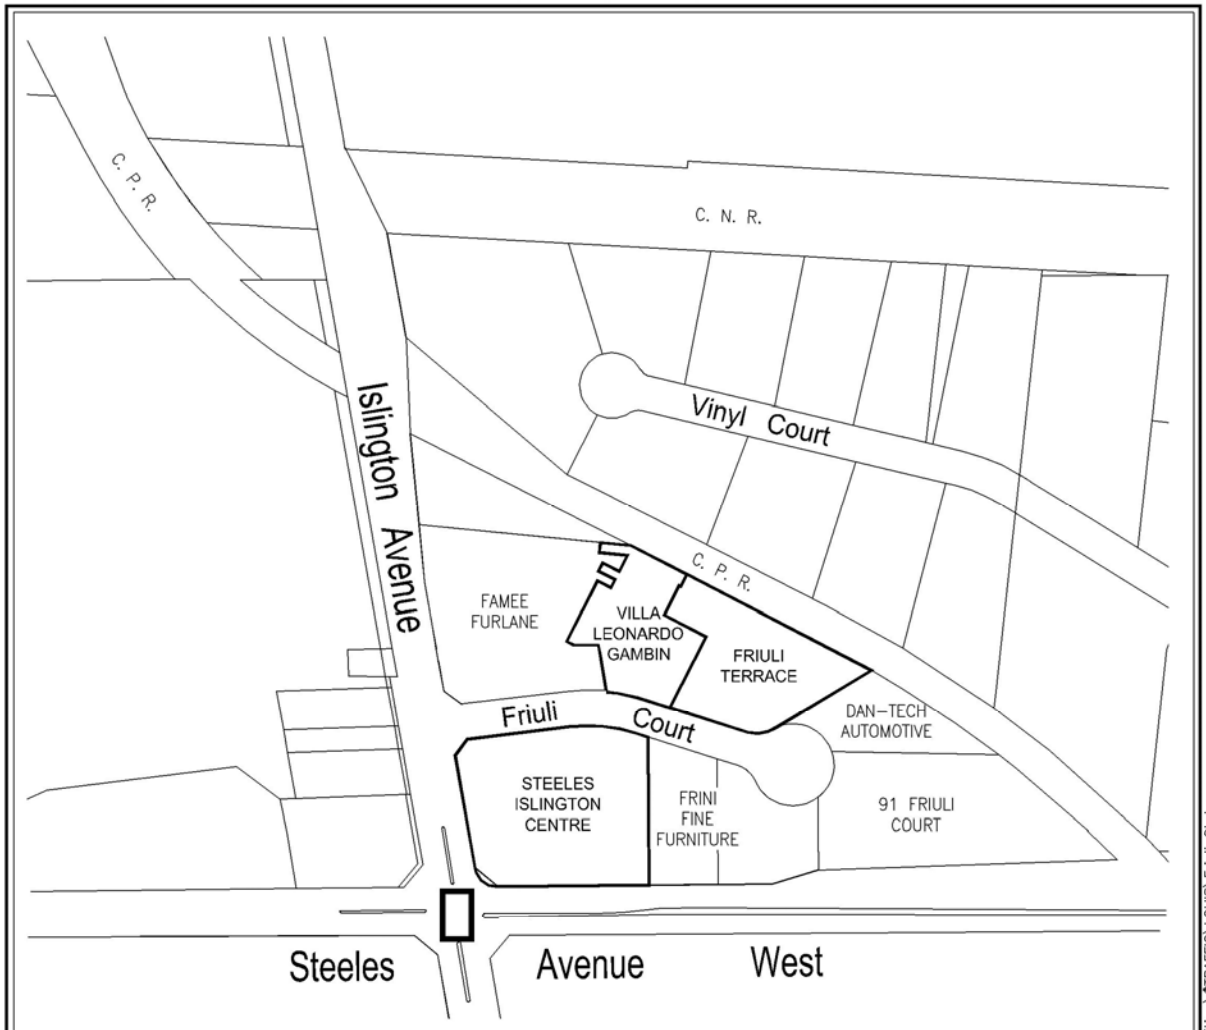 C. P. R.
C. N. R.
Islington Avenue
Vinyl Court
C. P. R.
FAMEE
FURLANE
VILLA
LEONARDO
GAMBIN
FRIULI
TERRACE
Friuli Court
DAN-TECH
AUTOMOTIVE
STEELES
ISLINGTON
CENTRE
FRINI
FINE
FURNITURE
91 FRIULI
COURT
Steeles Avenue West